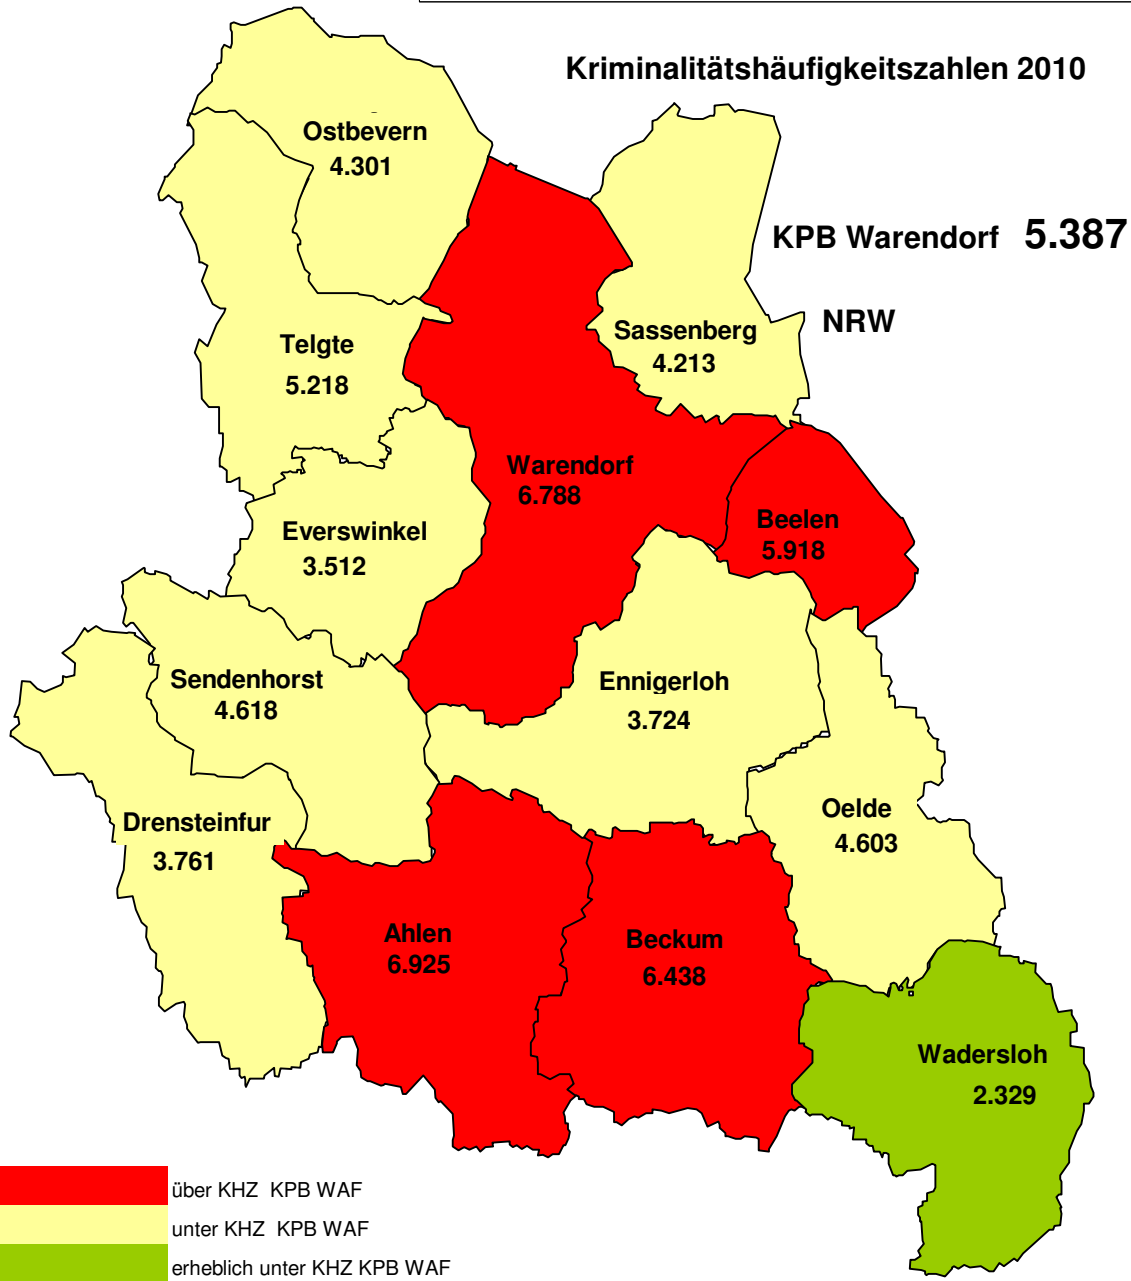 Kriminalitätshäufigkeitszahlen 2010
Ostbevern
4.301
KPB Warendorf 5.387
Sassenberg
4.213
NRW
Telgte
5.218
Warendorf
6.788
Beelen
5.918
Everswinkel
3.512
Sendenhorst
4.618
Ennigerloh
3.724
Drensteinfur
3.761
Oelde
4.603
Ahlen
6.925
Beckum
6.438
Wadersloh
2.329
über KHZ KPB WAF
unter KHZ KPB WAF
erheblich unter KHZ KPB WAF